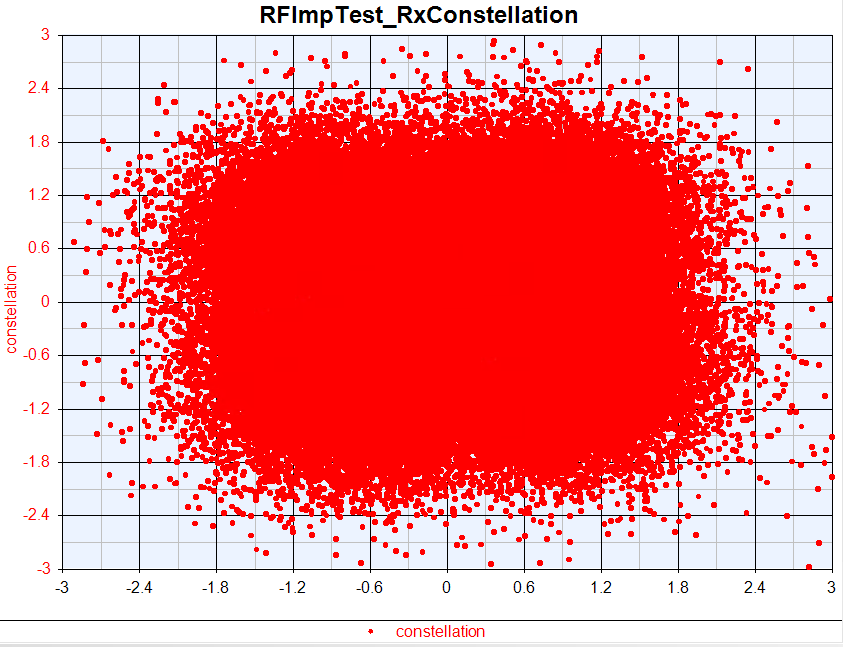 RFImpTest_RxConstellation
3
2.4
1.8
1.2
0.6
0
-0.6
-1.2
-1.8
-2.4
-3
constellation
-3 -2.4 -1.8 -1.2 -0.6 0 0.6 1.2 1.8 2.4 3
constellation